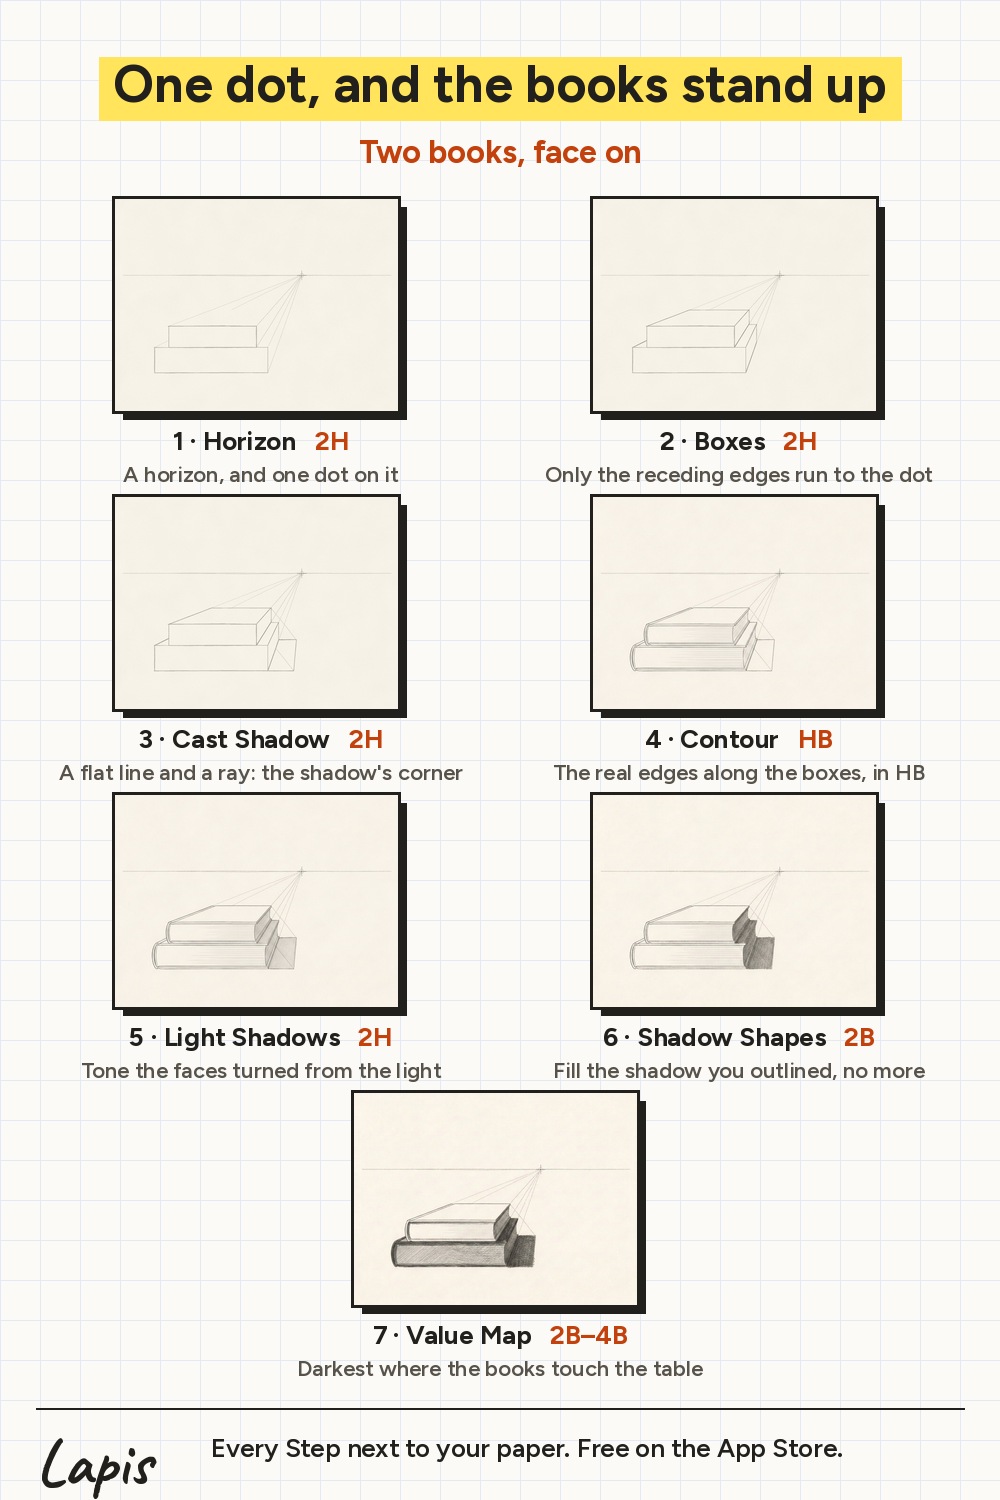 One dot, and the books stand up
Two books, face on
1 · Horizon 2H
A horizon, and one dot on it
2 · Boxes 2H
Only the receding edges run to the dot
3 · Cast Shadow 2H
A flat line and a ray: the shadow's corner
4 · Contour HB
The real edges along the boxes, in HB
5 · Light Shadows 2H
Tone the faces turned from the light
6 · Shadow Shapes 2B
Fill the shadow you outlined, no more
7 · Value Map 2B–4B
Darkest where the books touch the table
Lapis
Every Step next to your paper. Free on the App Store.